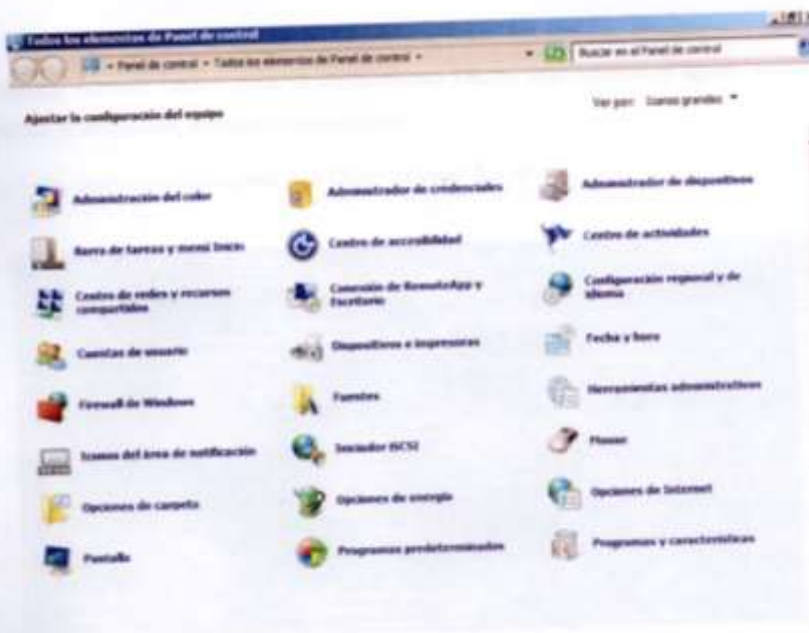 Todos los elementos de Panel de control
Panel de control Todos los elementos de Panel de control
Buscar en el Panel de control
Ajustar la configuración del equipo
Ver por: Iconos grandes
Administración del color
Administrador de credenciales
Administrador de dispositivos
Barra de tareas y menú Inicio
Centro de accesibilidad
Centro de actividades
Centro de redes y recursos
compartidos
Conexión de RemoteApp y
Escritorio
Configuración regional y de
idioma
Cuentas de usuario
Dispositivos e impresoras
Fecha y hora
Firewall de Windows
Fuentes
Herramientas administrativas
Iconos del área de notificación
Iniciador iSCSI
Mouse
Opciones de carpeta
Opciones de energía
Opciones de Internet
Pantalla
Programas predeterminados
Programas y características